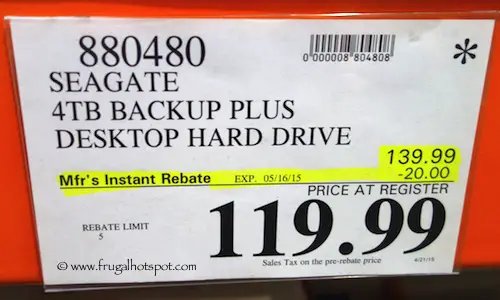 880480
0 000008 804808
*
SEAGATE
4TB BACKUP PLUS
DESKTOP HARD DRIVE
139.99
Mfr's Instant Rebate EXP. 05/16/15 -20.00
PRICE AT REGISTER
REBATE LIMIT
5
119.99
Sales Tax on the pre-rebate price
4/21/15
© www.frugalhotspot.com